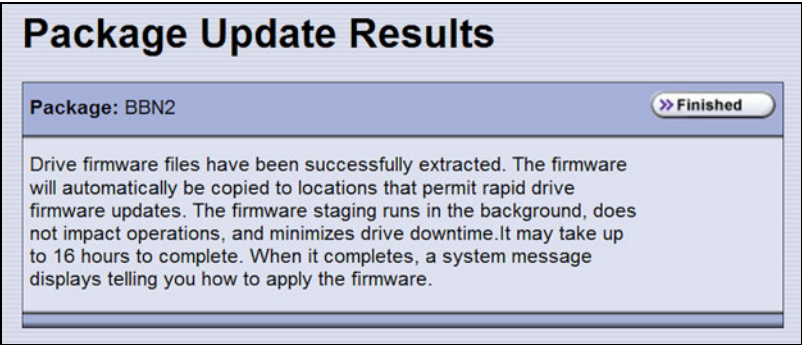 Package Update Results
Package: BBN2
Finished
Drive firmware files have been successfully extracted. The firmware
will automatically be copied to locations that permit rapid drive
firmware updates. The firmware staging runs in the background, does
not impact operations, and minimizes drive downtime.It may take up
to 16 hours to complete. When it completes, a system message
displays telling you how to apply the firmware.